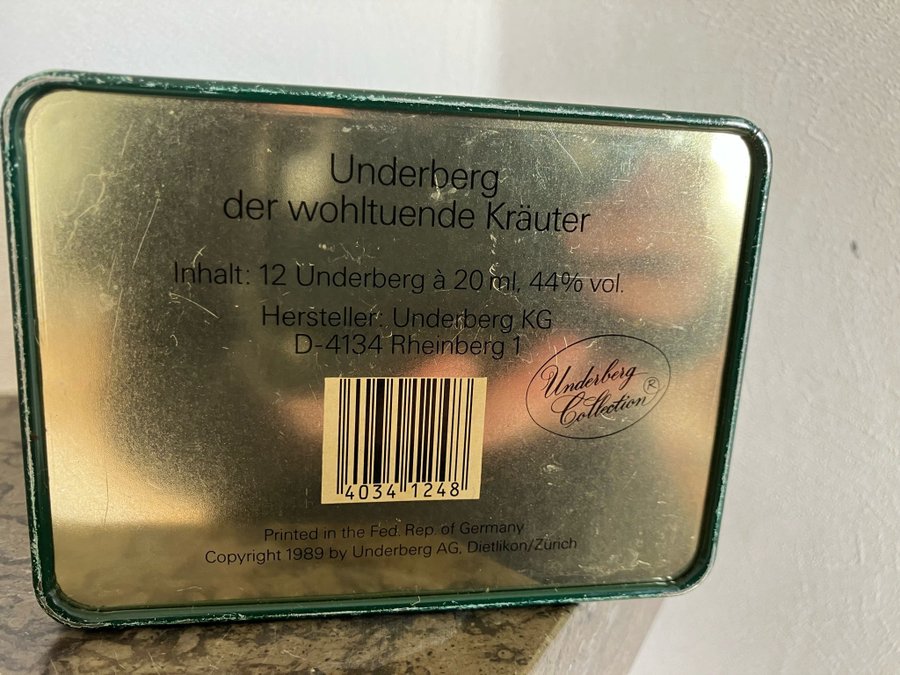 Underberg
der wohltuende Kräuter
Inhalt: 12 Underberg à 20 ml, 44% vol.
Hersteller: Underberg KG
D-4134 Rheinberg 1
Underberg
Collection ®
4034 1248
Printed in the Fed. Rep. of Germany
Copyright 1989 by Underberg AG, Dietlikon/Zürich